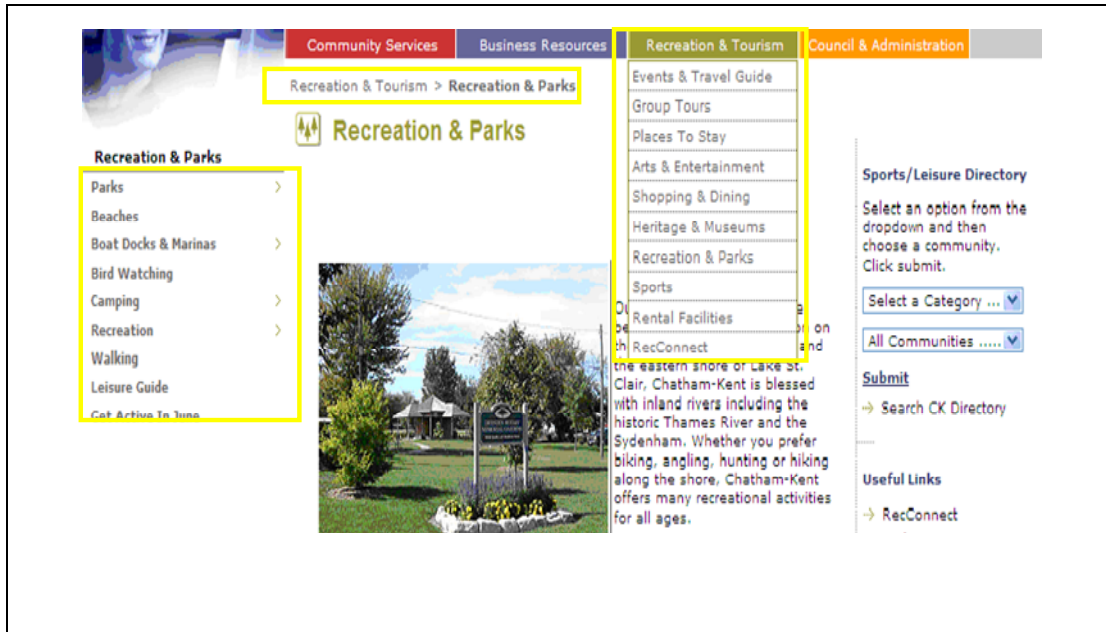 Community Services
Business Resources
Recreation & Tourism
Council & Administration
Recreation & Tourism > Recreation & Parks
Recreation & Parks
Recreation & Parks
Parks
Beaches
Boat Docks & Marinas
Bird Watching
Camping
Recreation
Walking
Leisure Guide
Get Active In June
Events & Travel Guide
Group Tours
Places To Stay
Arts & Entertainment
Shopping & Dining
Heritage & Museums
Recreation & Parks
Sports
Rental Facilities
RecConnect
on
and
the eastern shore of Lake St.
Clair, Chatham-Kent is blessed
with inland rivers including the
historic Thames River and the
Sydenham. Whether you prefer
biking, angling, hunting or hiking
along the shore, Chatham-Kent
offers many recreational activities
for all ages.
Sports/Leisure Directory
Select an option from the
dropdown and then
choose a community.
Click submit.
Select a Category ...
All Communities .....
Submit
Search CK Directory
Useful Links
RecConnect